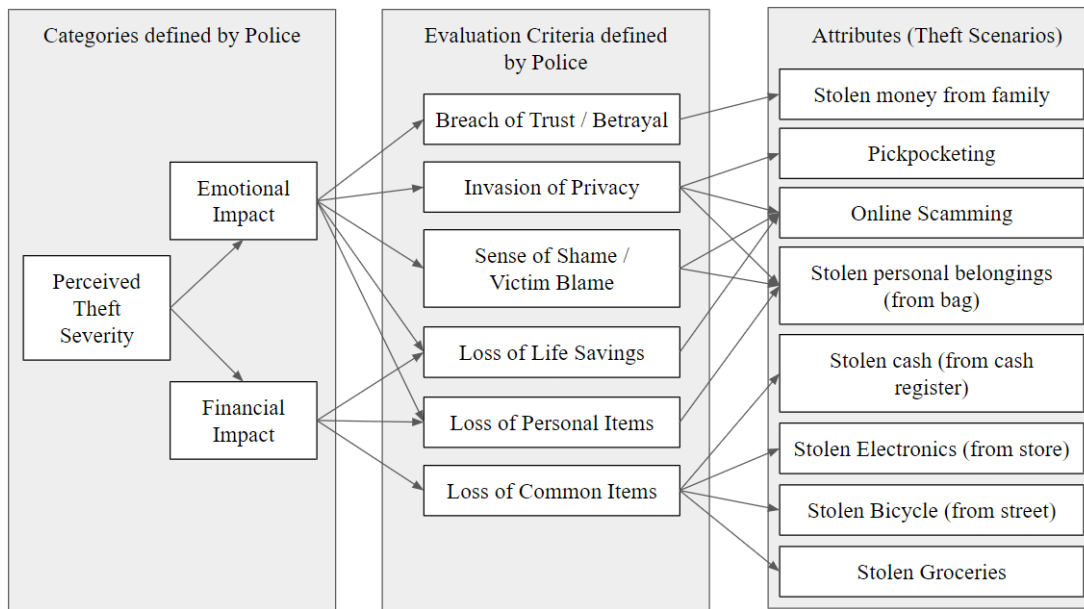 Categories defined by Police
Perceived
Theft
Severity
Emotional
Impact
Financial
Impact
Evaluation Criteria defined
by Police
Breach of Trust / Betrayal
Invasion of Privacy
Sense of Shame /
Victim Blame
Loss of Life Savings
Loss of Personal Items
Loss of Common Items
Attributes (Theft Scenarios)
Stolen money from family
Pickpocketing
Online Scamming
Stolen personal belongings
(from bag)
Stolen cash (from cash
register)
Stolen Electronics (from store)
Stolen Bicycle (from street)
Stolen Groceries